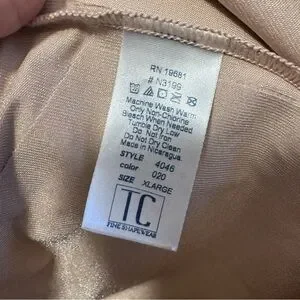 RN 19681
# N3199
Machine Wash Warm
Only Non-Chlorine
Bleach When Needed
Tumble Dry Low
Do Not Iron
Do Not Dry Clean
Made in Nicaragua
STYLE 4046
color 020
SIZE XLARGE
TC
FINE SHAPEWEAR